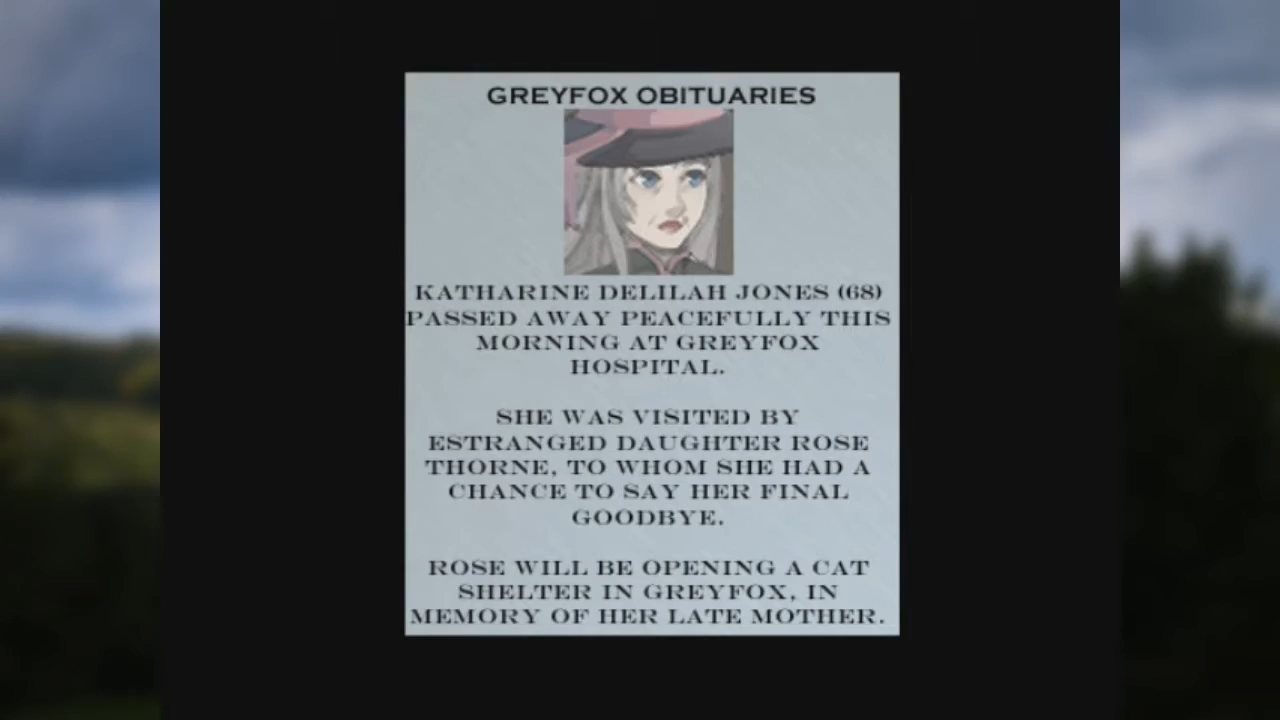 GREYFOX OBITUARIES
KATHARINE DELILAH JONES (68)
PASSED AWAY PEACEFULLY THIS
MORNING AT GREYFOX
HOSPITAL.
SHE WAS VISITED BY
ESTRANGED DAUGHTER ROSE
THORNE, TO WHOM SHE HAD A
CHANCE TO SAY HER FINAL
GOODBYE.
ROSE WILL BE OPENING A CAT
SHELTER IN GREYFOX, IN
MEMORY OF HER LATE MOTHER.